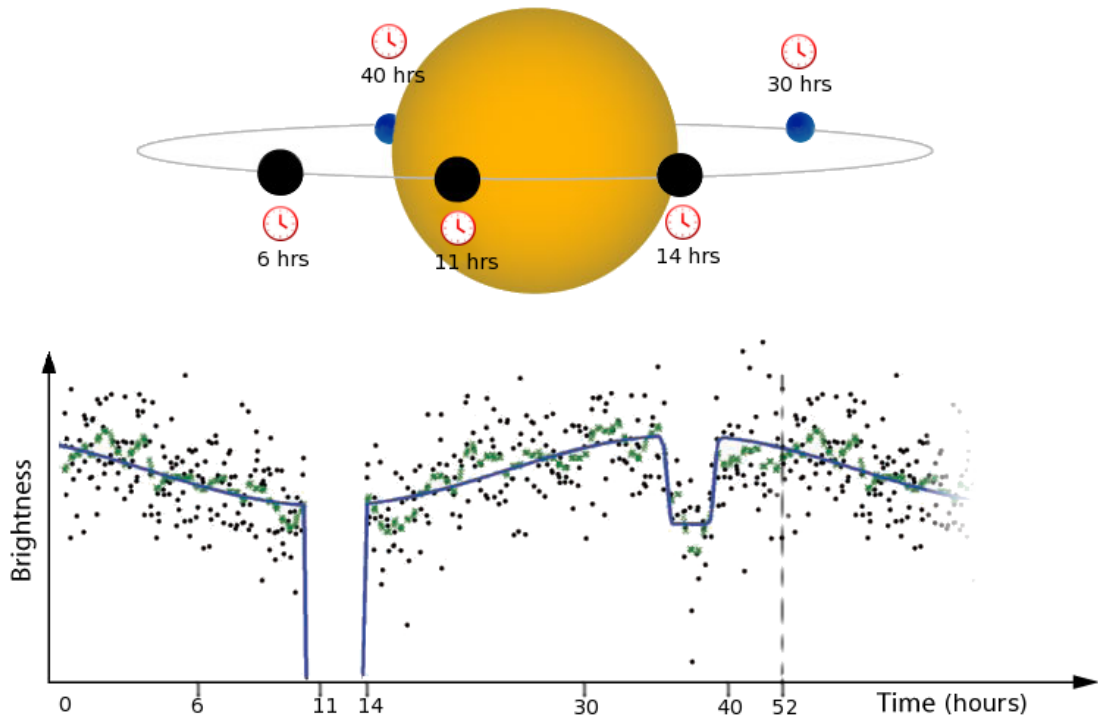 40 hrs
30 hrs
6 hrs
11 hrs
14 hrs
Brightness
0
6
11
14
30
40
52
Time (hours)